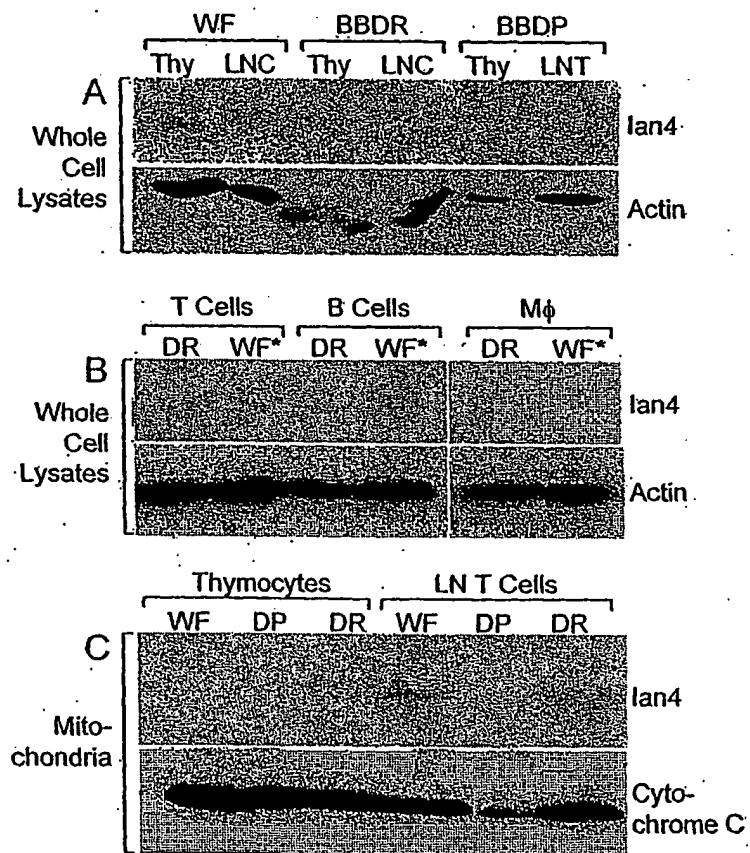 WF BBDR BBDP
Thy LNC Thy LNC Thy LNT
A
Whole
Cell
Lysates
Ian4
Actin
T Cells B Cells Mϕ
DR WF* DR WF* DR WF*
B
Whole
Cell
Lysates
Ian4
Actin
Thymocytes LN T Cells
WF DP DR WF DP DR
C
Mito-
chondria
Ian4
Cyto-
chrome C